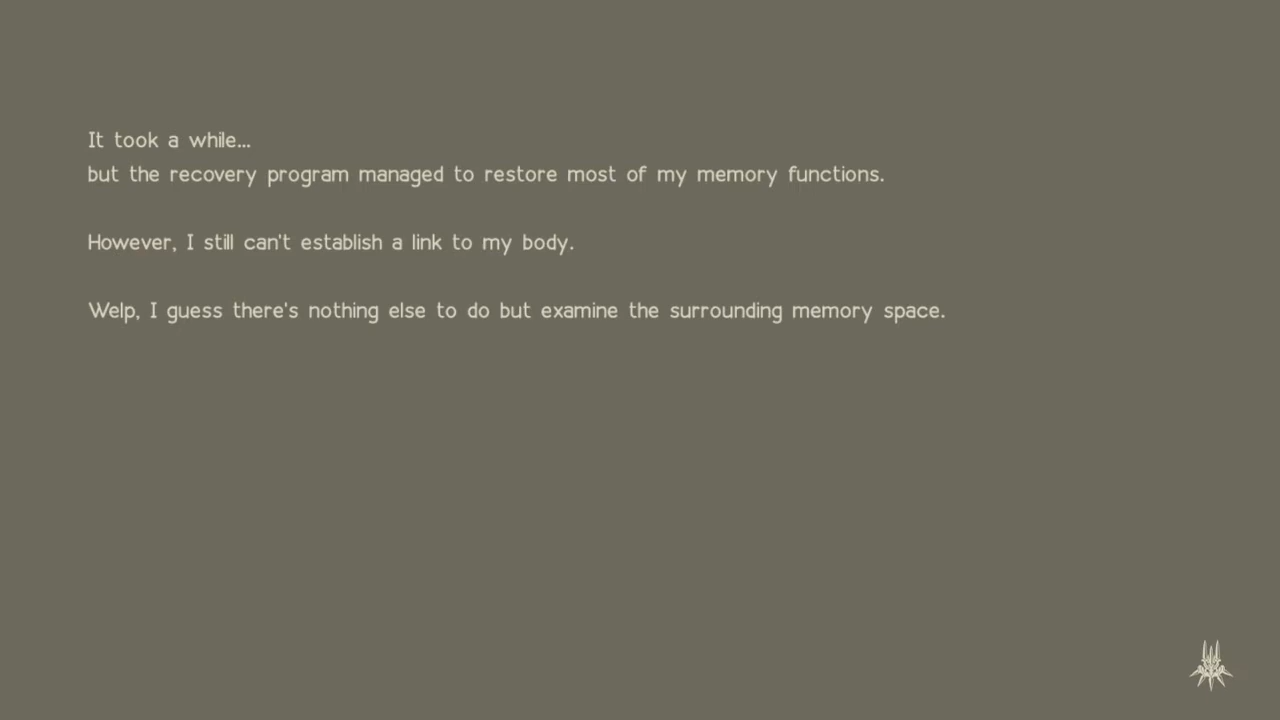 It took a while...
but the recovery program managed to restore most of my memory functions.
However, I still can't establish a link to my body.
Welp, I guess there's nothing else to do but examine the surrounding memory space.